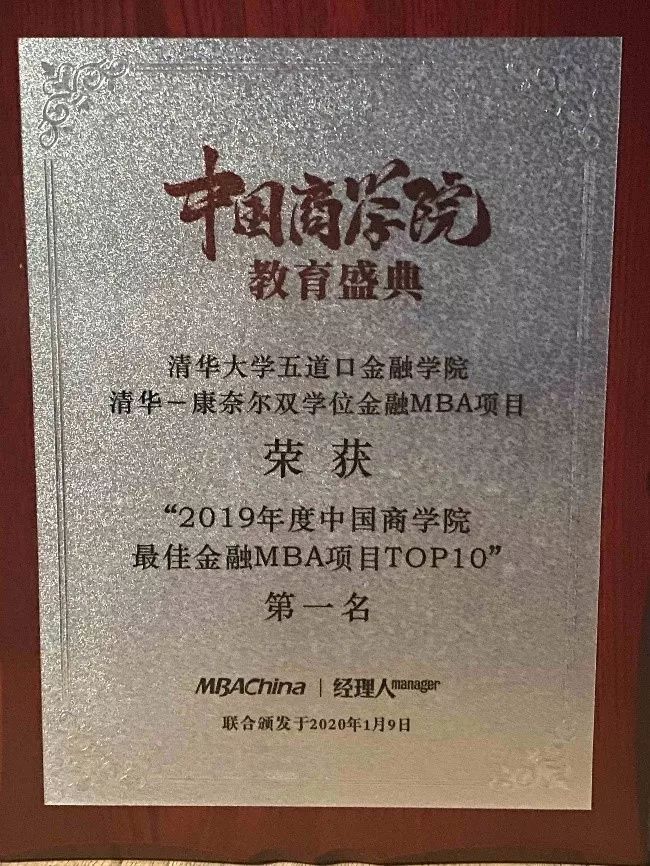 中国商学院
教育盛典
清华大学五道口金融学院
清华－康奈尔双学位金融MBA项目
荣获
“2019年度中国商学院
最佳金融MBA项目TOP10”
第一名
MBAChina | 经理人manager
联合颁发于2020年1月9日